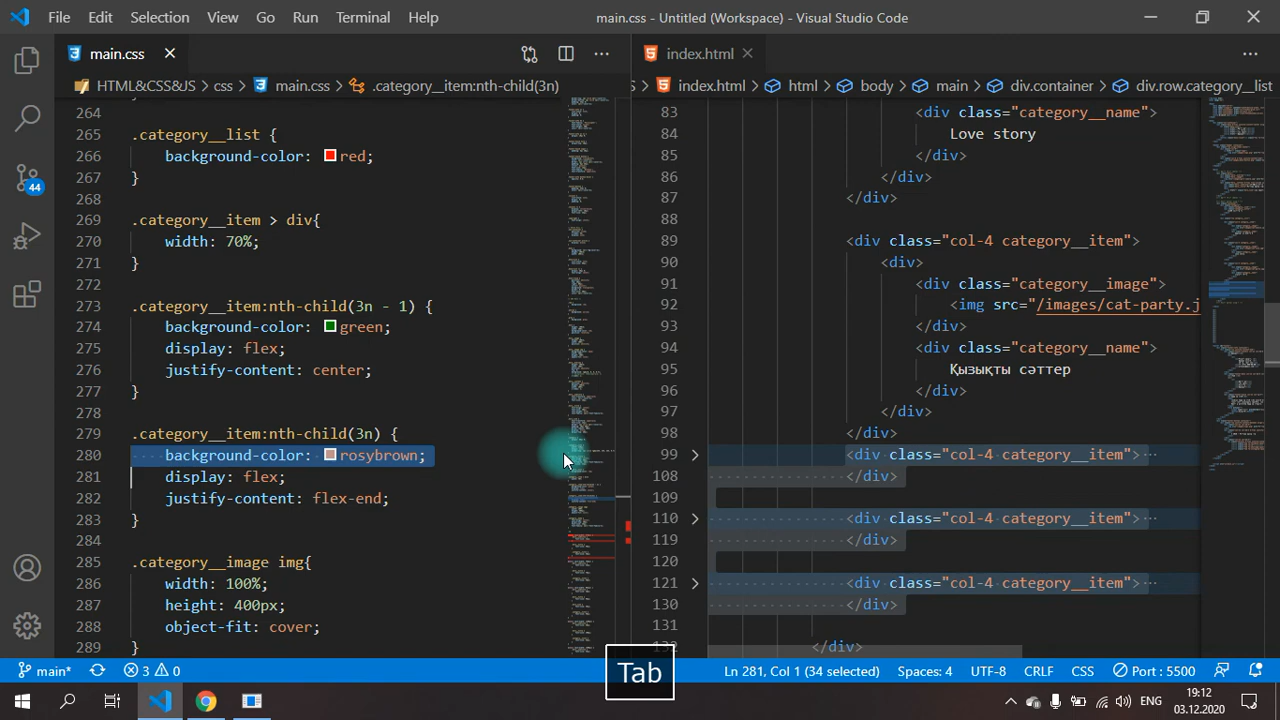 File Edit Selection View Go Run Terminal Help
main.css - Untitled (Workspace) - Visual Studio Code
main.css
index.html
HTML&CSS&JS > css > main.css > .category__item:nth-child(3n)
S > index.html > html > body > main > div.container > div.row.category__list
264
265 .category__list {
266 background-color: red;
267 }
268
269 .category__item > div{
270 width: 70%;
271 }
272
273 .category__item:nth-child(3n - 1) {
274 background-color: green;
275 display: flex;
276 justify-content: center;
277 }
278
279 .category__item:nth-child(3n) {
280 background-color: rosybrown;
281 display: flex;
282 justify-content: flex-end;
283 }
284
285 .category__image img{
286 width: 100%;
287 height: 400px;
288 object-fit: cover;
289 }
83 <div class="category__name">
84 Love story
85 </div>
86 </div>
87 </div>
88
89 <div class="col-4 category__item">
90 <div>
91 <div class="category__image">
92 <img src="/images/cat-party.j
93 </div>
94 <div class="category__name">
95 Қызықты сәттер
96 </div>
97 </div>
98 </div>
99 <div class="col-4 category__item">
108 </div>
109
110 <div class="col-4 category__item">
119 </div>
120
121 <div class="col-4 category__item">
130 </div>
131
132 </div>
44
Tab
main* 3 0 Ln 281, Col 1 (34 selected) Spaces: 4 UTF-8 CRLF CSS Port : 5500
ENG
19:12
03.12.2020